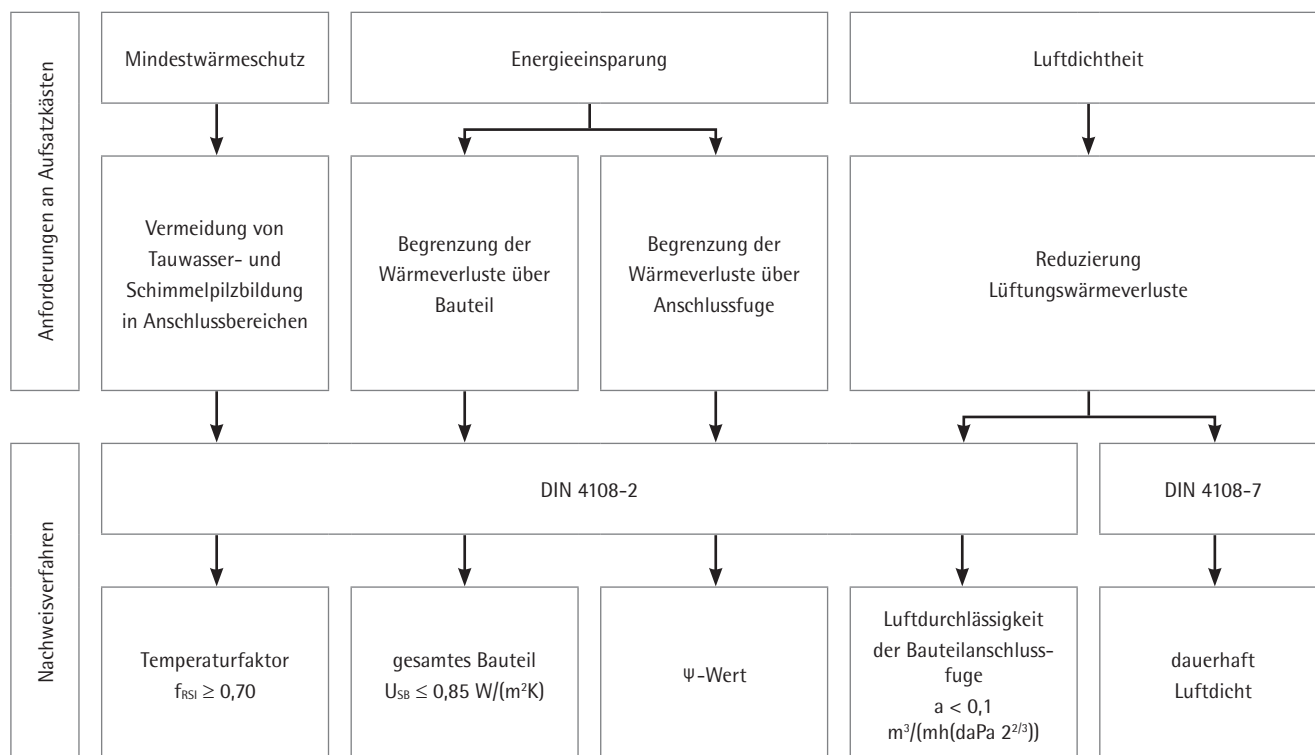 Anforderungen an Aufsatzkästen
Mindestwärmeschutz
Energieeinsparung
Luftdichtheit
Vermeidung von
Tauwasser- und
Schimmelpilzbildung
in Anschlussbereichen
Begrenzung der
Wärmeverluste über
Bauteil
Begrenzung der
Wärmeverluste über
Anschlussfuge
Reduzierung
Lüftungswärmeverluste
Nachweisverfahren
DIN 4108-2
DIN 4108-7
Temperaturfaktor
fRSI ≥ 0,70
gesamtes Bauteil
USB ≤ 0,85 W/(m²K)
Ψ-Wert
Luftdurchlässigkeit
der Bauteilanschluss-
fuge
a < 0,1
m³/(mh(daPa 2²/³))
dauerhaft
Luftdicht